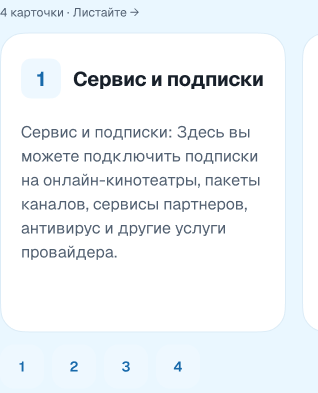 4 карточки · Листайте →
1 Сервис и подписки
Сервис и подписки: Здесь вы
можете подключить подписки
на онлайн-кинотеатры, пакеты
каналов, сервисы партнеров,
антивирус и другие услуги
провайдера.
1 2 3 4